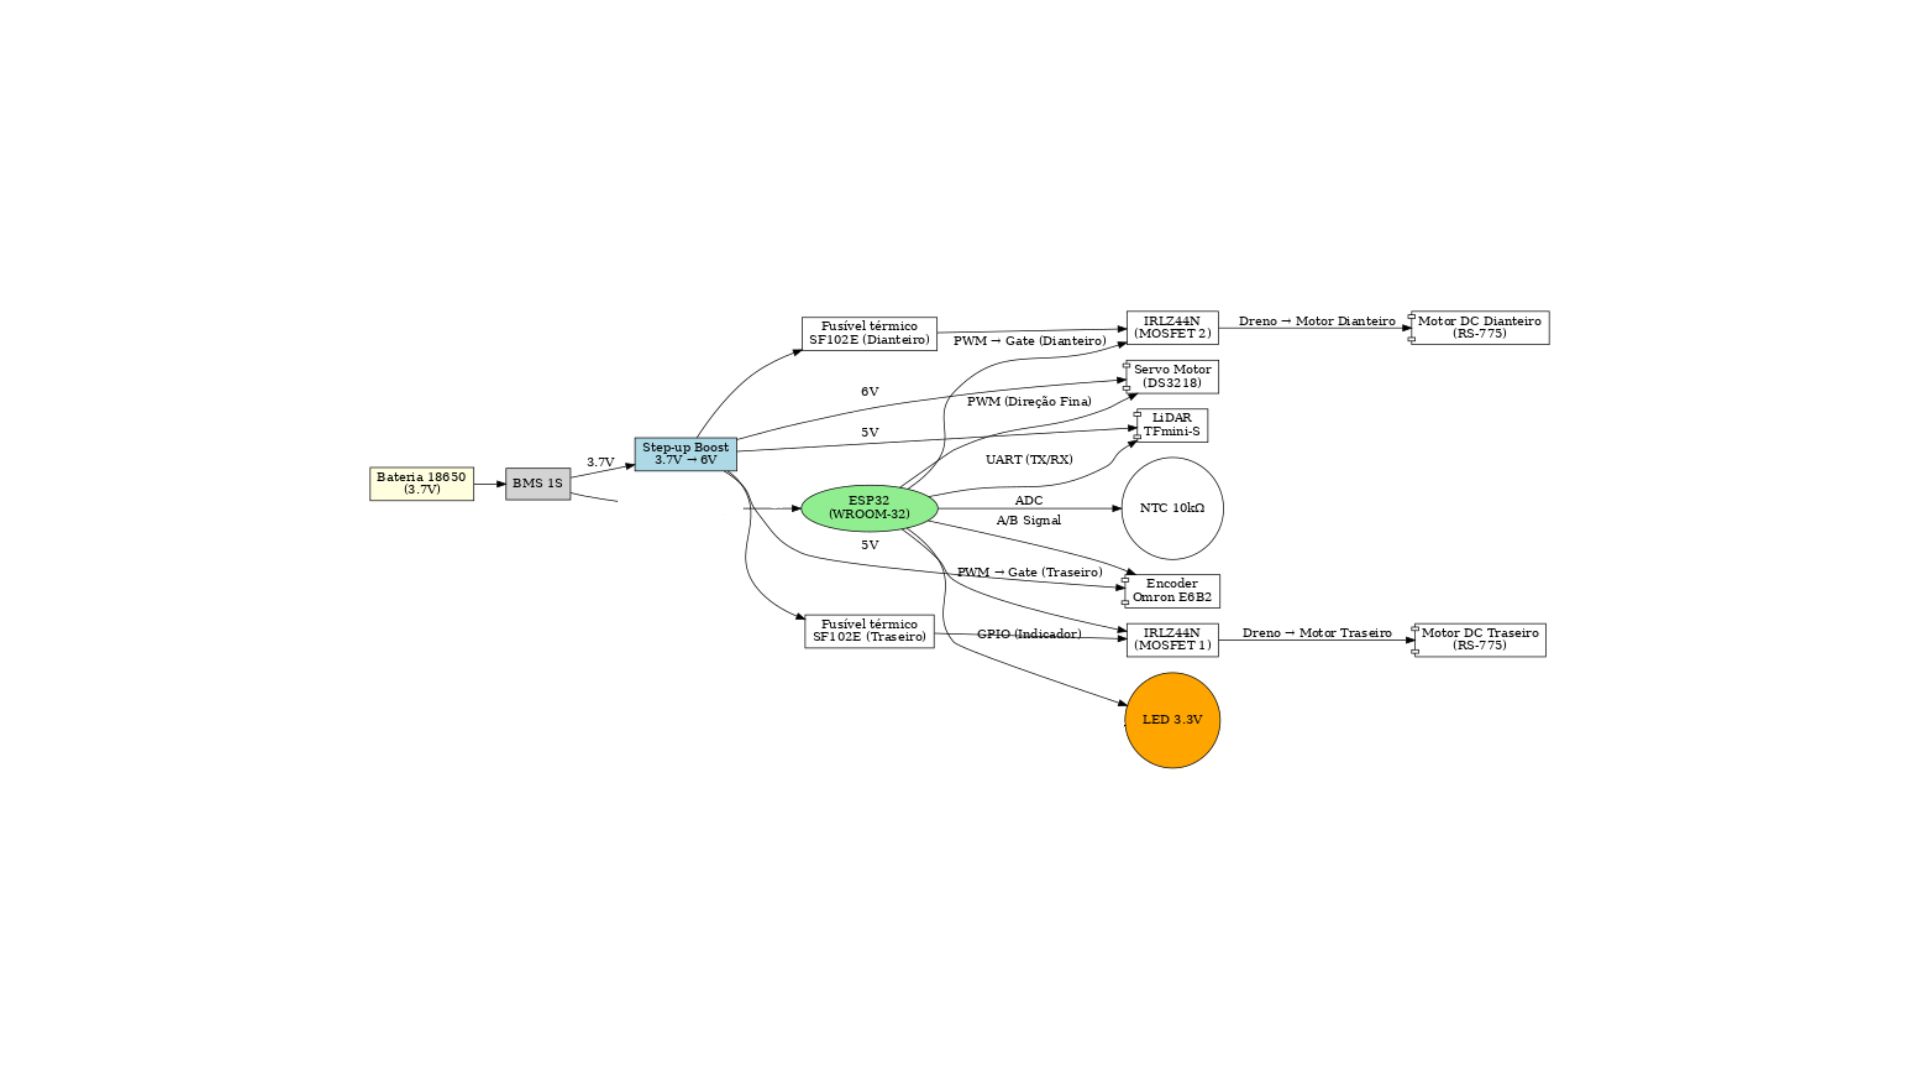 Bateria 18650
(3.7V)
BMS 1S
3.7V
Step-up Boost
3.7V → 6V
Fusível térmico
SF102E (Dianteiro)
PWM → Gate (Dianteiro)
IRLZ44N
(MOSFET 2)
Dreno → Motor Dianteiro
Motor DC Dianteiro
(RS-775)
6V
PWM (Direção Fina)
Servo Motor
(DS3218)
5V
LiDAR
TFmini-S
UART (TX/RX)
ESP32
(WROOM-32)
ADC
NTC 10kΩ
A/B Signal
5V
PWM → Gate (Traseiro)
Encoder
Omron E6B2
Fusível térmico
SF102E (Traseiro)
GPIO (Indicador)
IRLZ44N
(MOSFET 1)
Dreno → Motor Traseiro
Motor DC Traseiro
(RS-775)
LED 3.3V